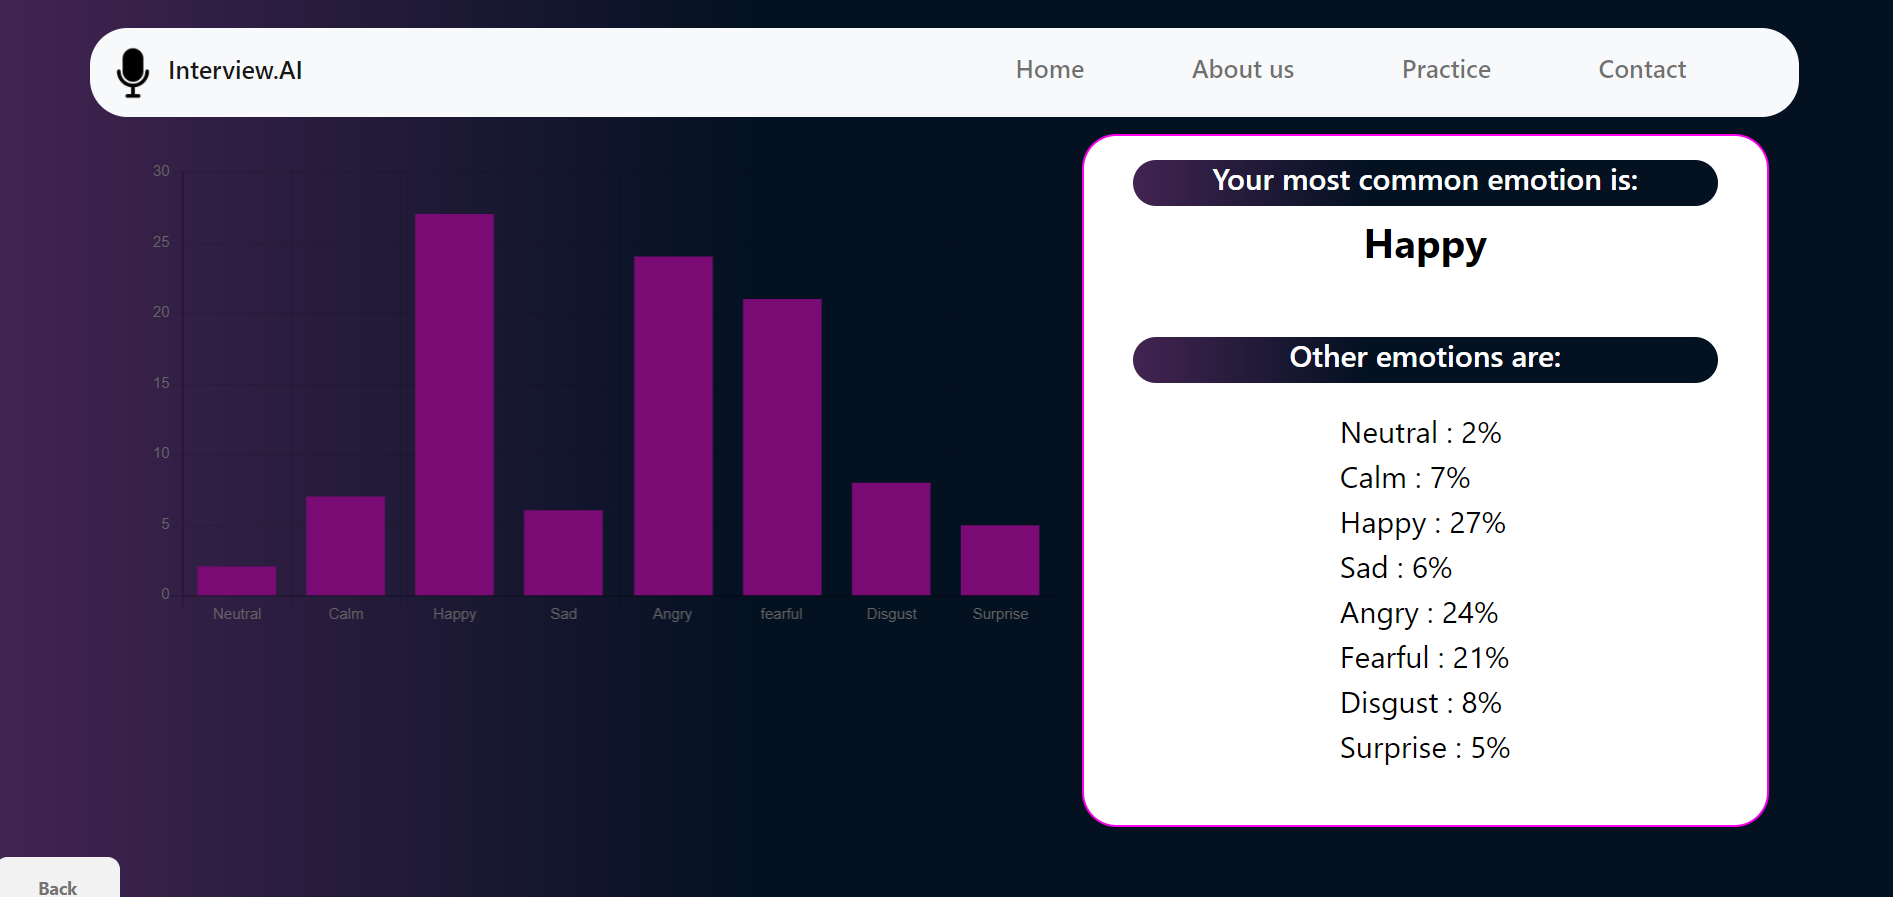 Interview.AI
Home
About us
Practice
Contact
30
25
20
15
10
5
0
Neutral
Calm
Happy
Sad
Angry
fearful
Disgust
Surprise
Your most common emotion is:
Happy
Other emotions are:
Neutral : 2%
Calm : 7%
Happy : 27%
Sad : 6%
Angry : 24%
Fearful : 21%
Disgust : 8%
Surprise : 5%
Back